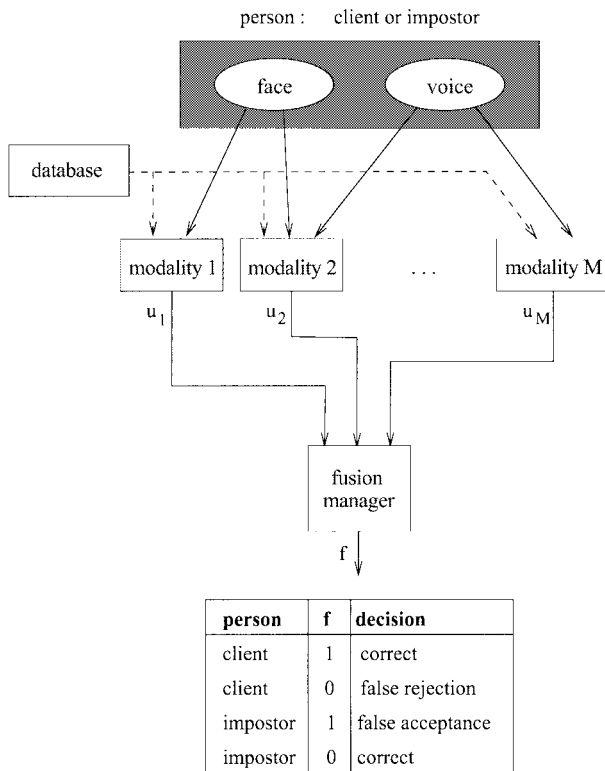 person : client or impostor
face voice
database
modality 1 modality 2 . . . modality M
u1 u2 uM
fusion
manager
f
person f decision
client 1 correct
client 0 false rejection
impostor 1 false acceptance
impostor 0 correct